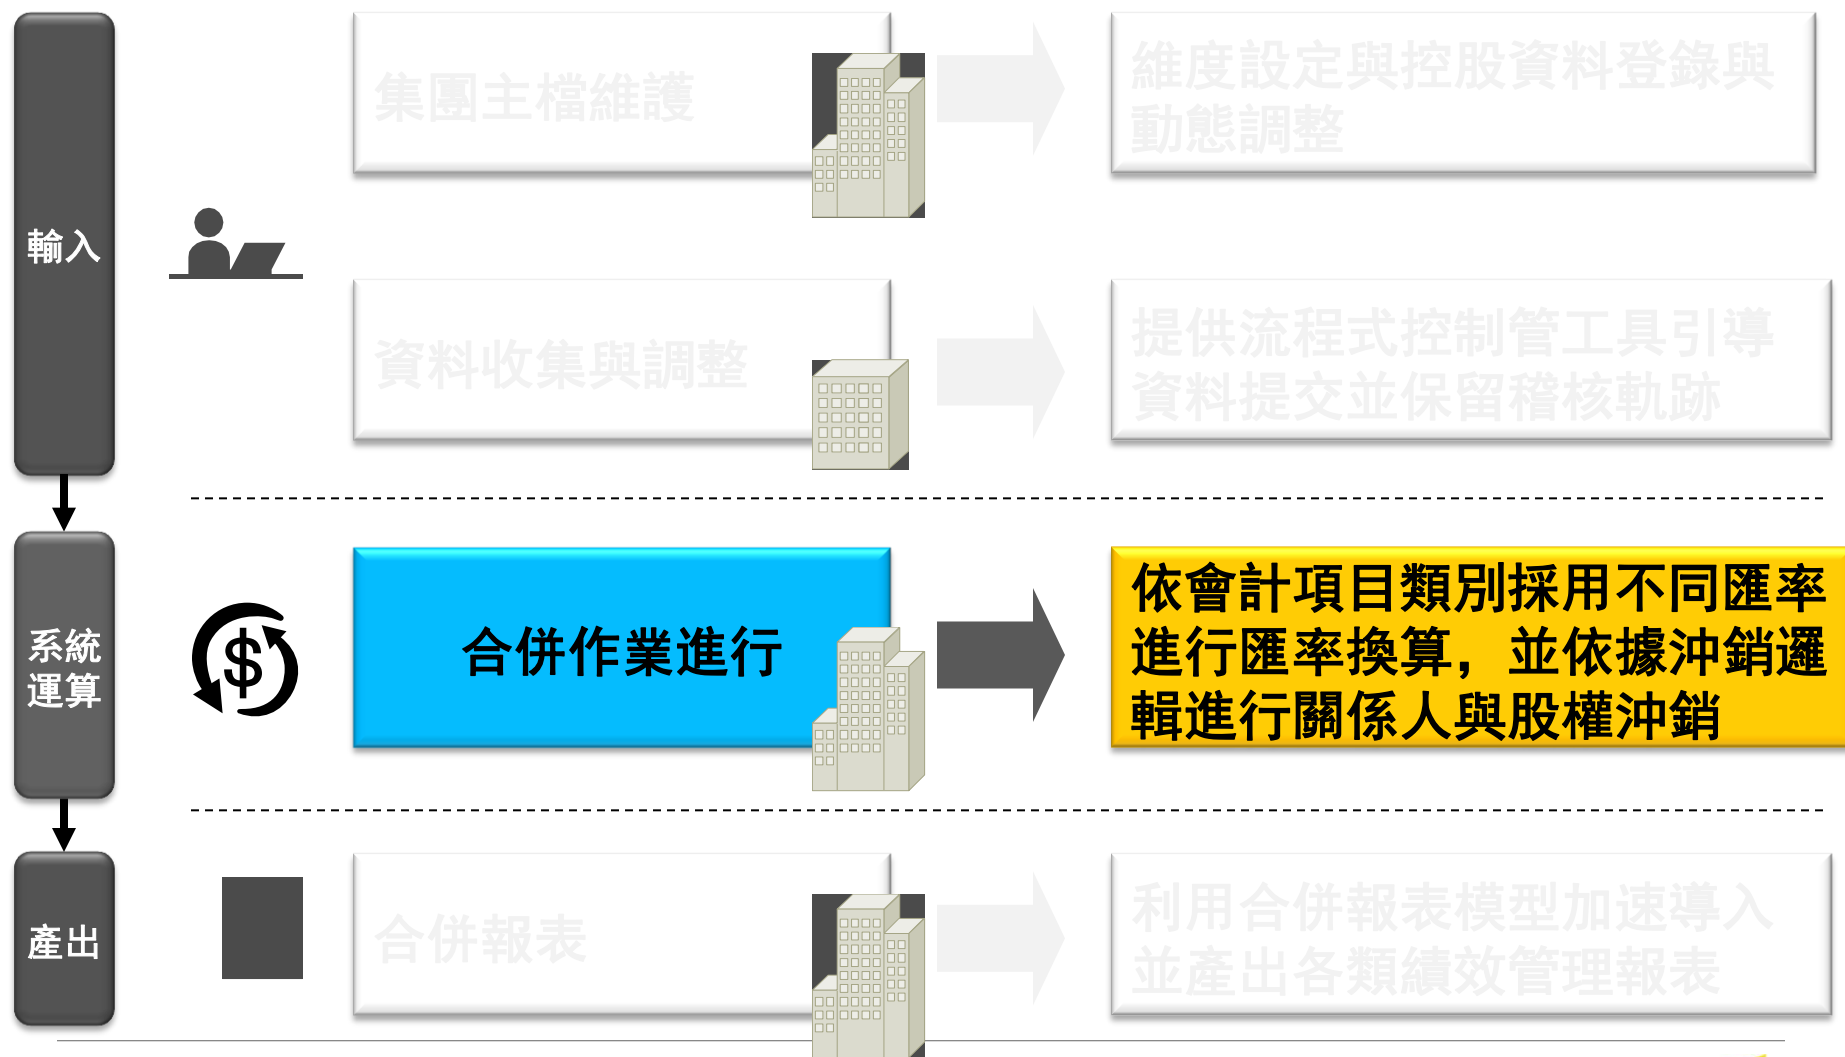 輸入
集團主檔維護
維度設定與控股資料登錄與
動態調整
資料收集與調整
提供流程式控制管工具引導
資料提交並保留稽核軌跡
系統
運算
$
合併作業進行
依會計項目類別採用不同匯率
進行匯率換算，並依據沖銷邏
輯進行關係人與股權沖銷
產出
合併報表
利用合併報表模型加速導入
並產出各類績效管理報表